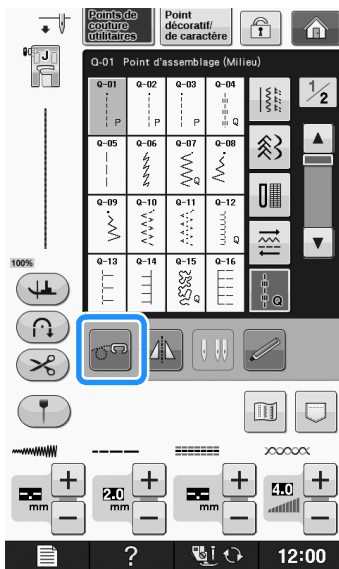 Points de
couture
utilitaires
Point
décoratif/
de caractère
J
Q-01 Point d'assemblage (Milieu)
1/2
Q-01 Q-02 Q-03 Q-04
P P P Q
Q-05 Q-06 Q-07 Q-08
Q
Q-09 Q-10 Q-11 Q-12
Q
Q-13 Q-14 Q-15 Q-16
Q
Q
100%
-.- mm
2.0 mm
-.- mm
4.0
+ + + +
− − − −
? 12:00